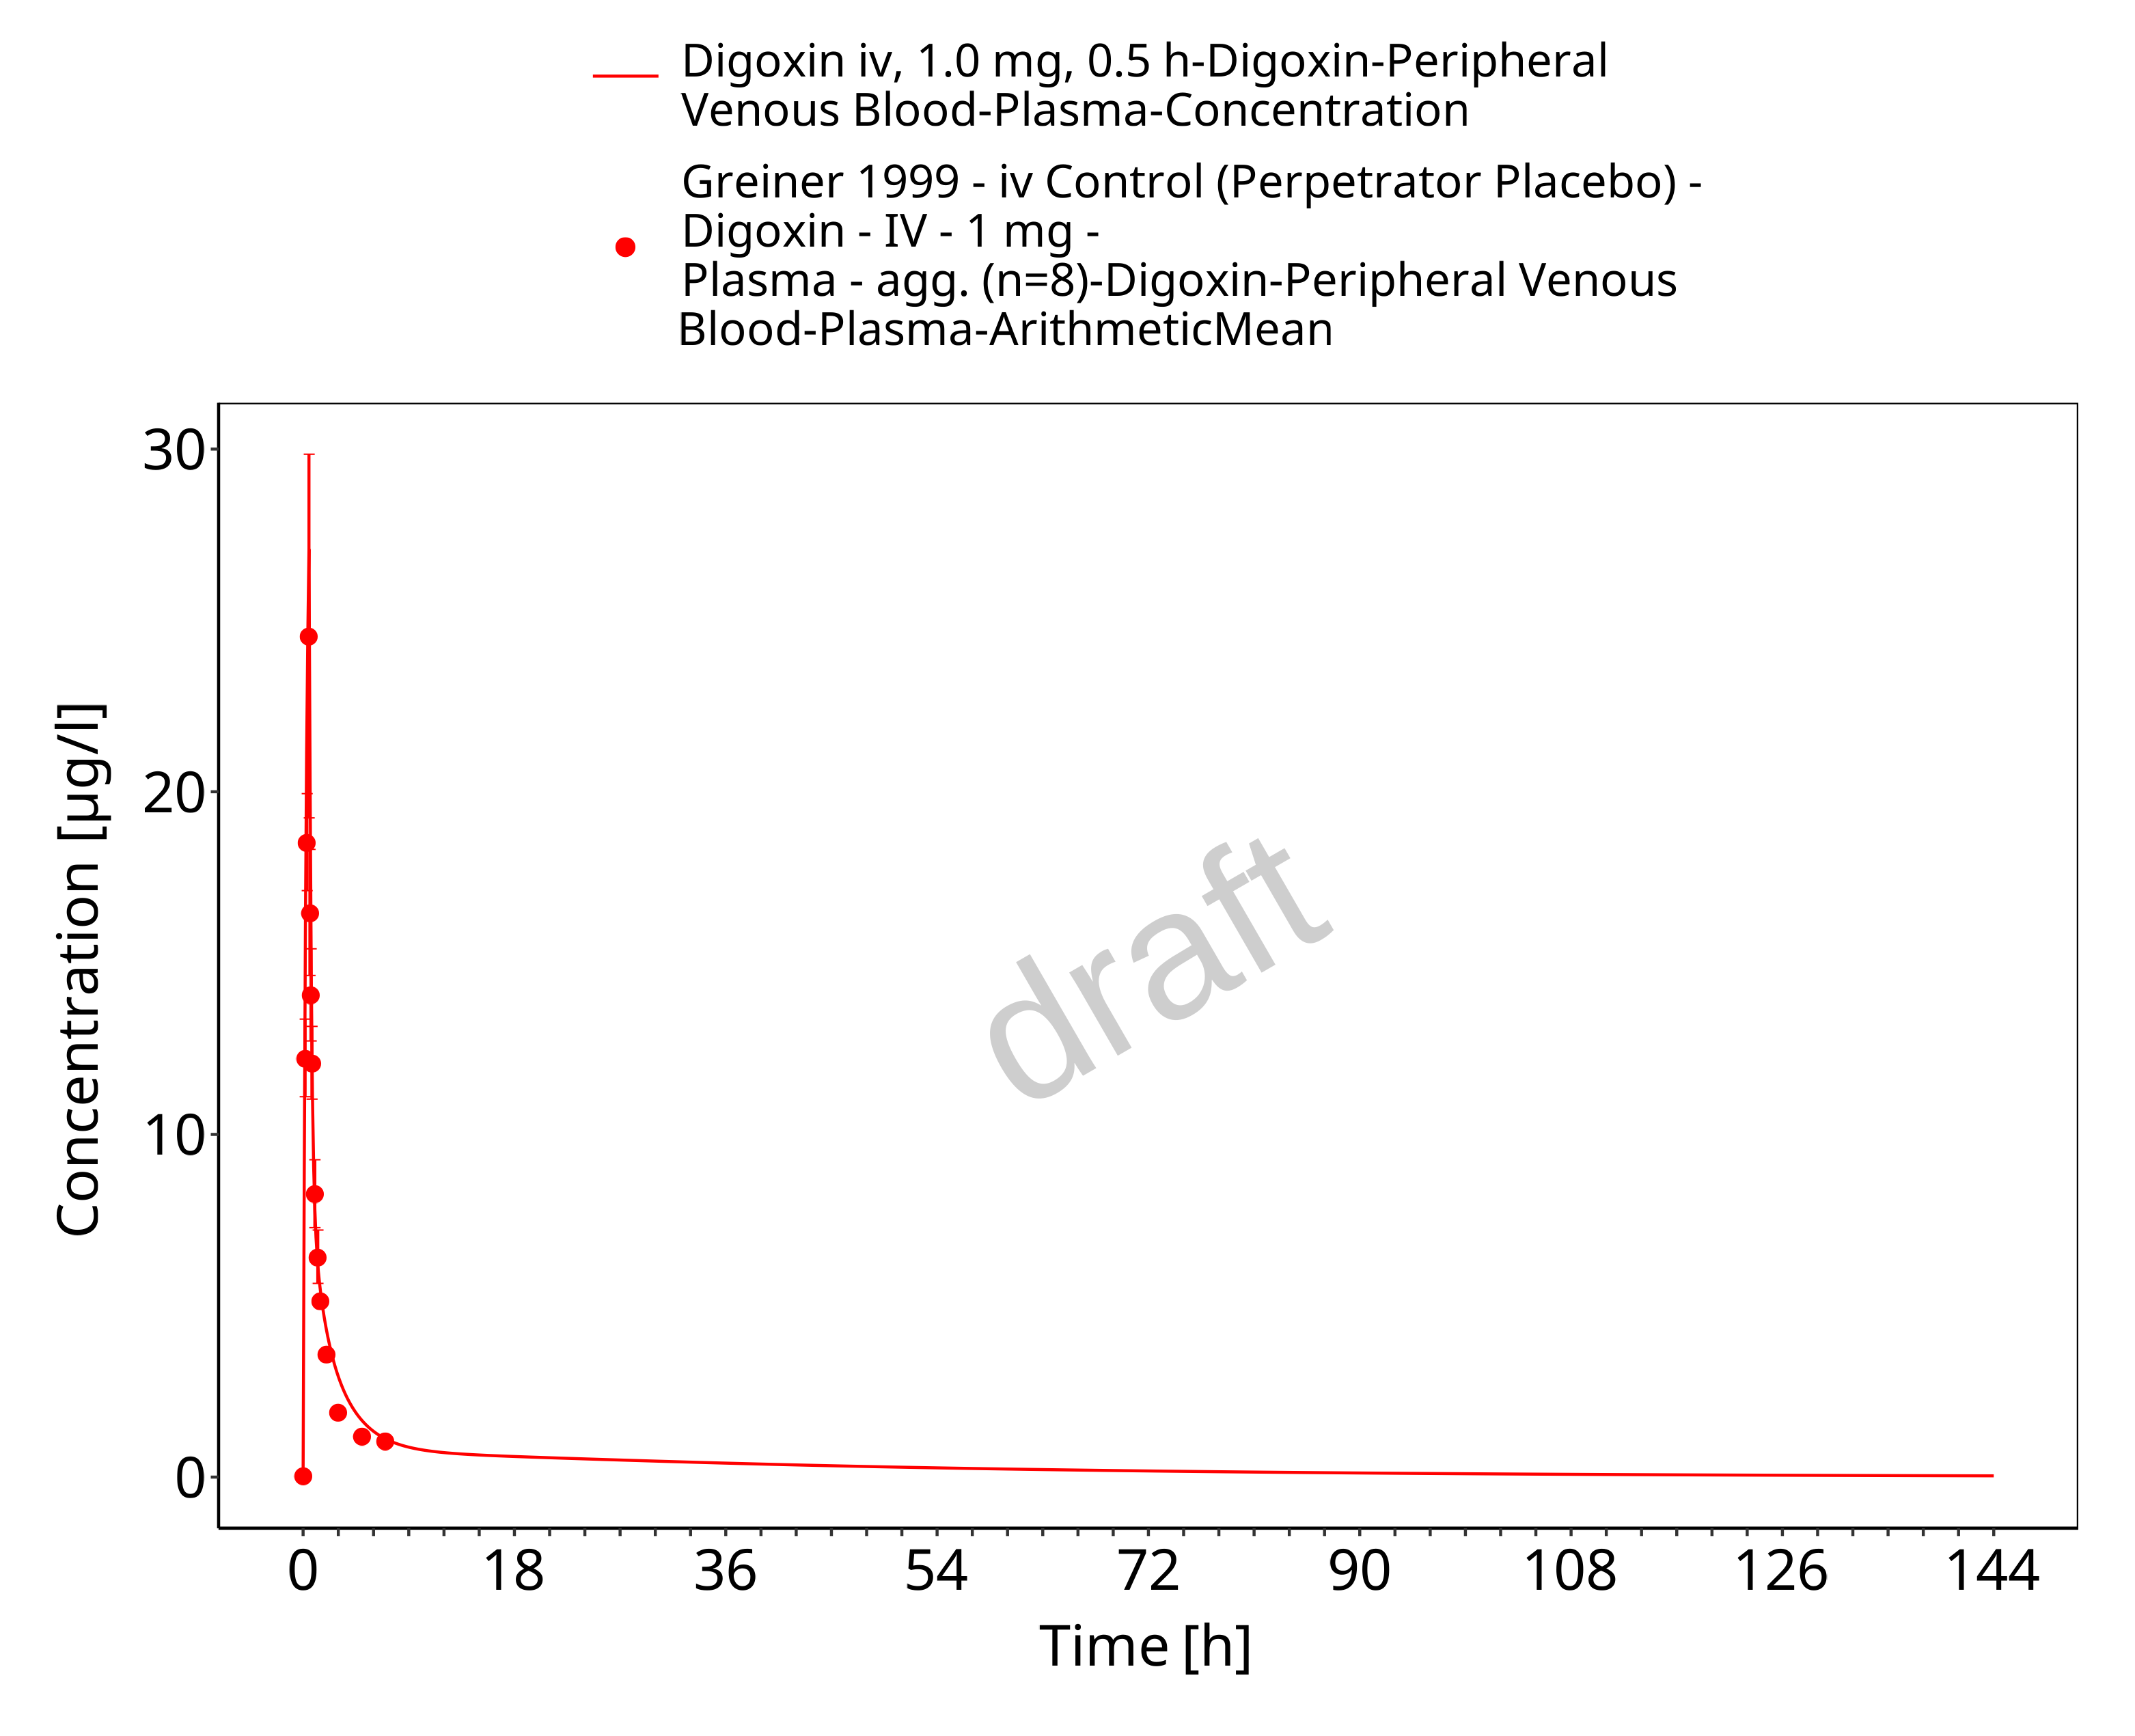 Digoxin iv, 1.0 mg, 0.5 h-Digoxin-Peripheral
Venous Blood-Plasma-Concentration
Greiner 1999 - iv Control (Perpetrator Placebo) -
Digoxin - IV - 1 mg -
Plasma - agg. (n=8)-Digoxin-Peripheral Venous
Blood-Plasma-ArithmeticMean
30
20
10
0
Concentration [µg/l]
draft
0 18 36 54 72 90 108 126 144
Time [h]